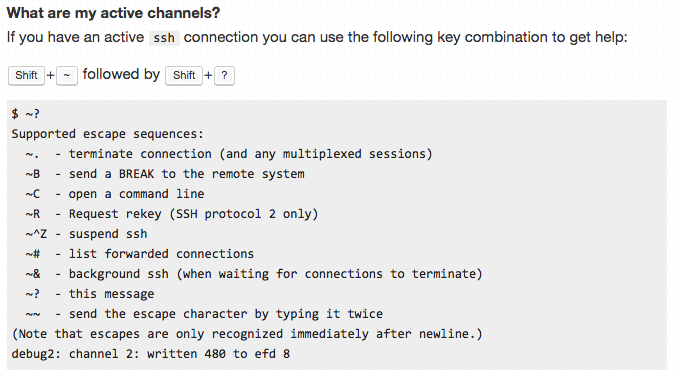 What are my active channels?
If you have an active ssh connection you can use the following key combination to get help:
Shift + ~ followed by Shift + ?
$ ~?
Supported escape sequences:
  ~.  - terminate connection (and any multiplexed sessions)
  ~B  - send a BREAK to the remote system
  ~C  - open a command line
  ~R  - Request rekey (SSH protocol 2 only)
  ~^Z - suspend ssh
  ~#  - list forwarded connections
  ~&  - background ssh (when waiting for connections to terminate)
  ~?  - this message
  ~~  - send the escape character by typing it twice
(Note that escapes are only recognized immediately after newline.)
debug2: channel 2: written 480 to efd 8